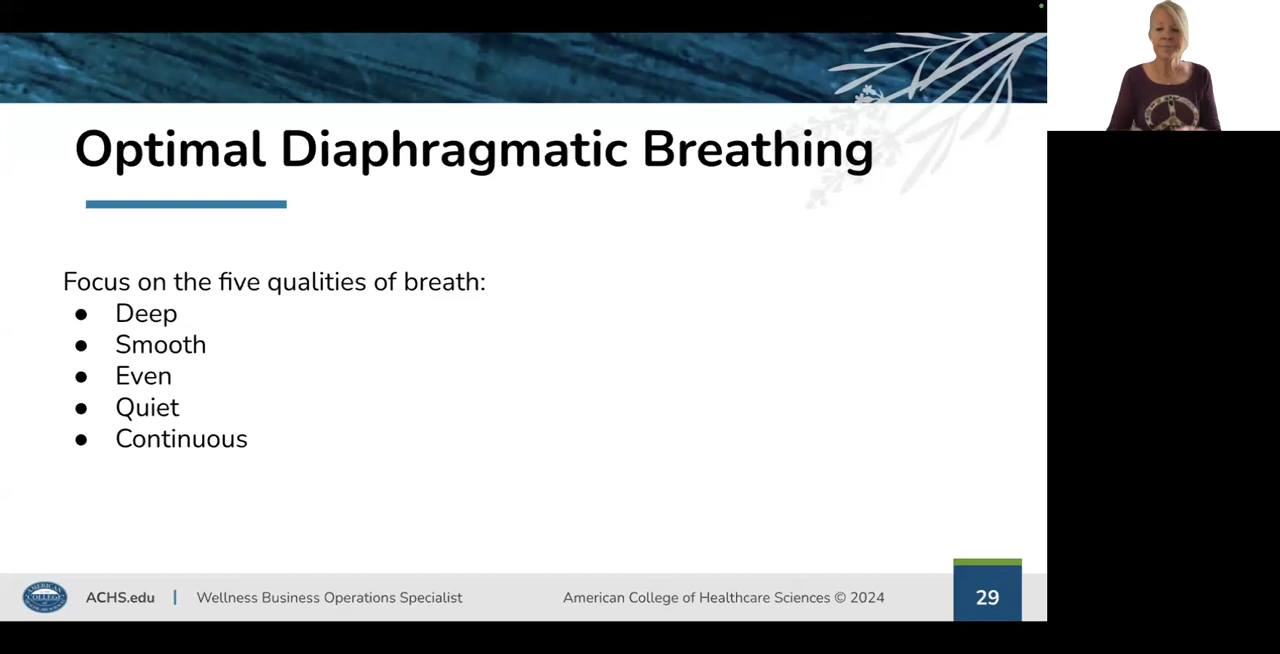 Optimal Diaphragmatic Breathing
Focus on the five qualities of breath:
● Deep
● Smooth
● Even
● Quiet
● Continuous
ACHS.edu | Wellness Business Operations Specialist American College of Healthcare Sciences © 2024 29